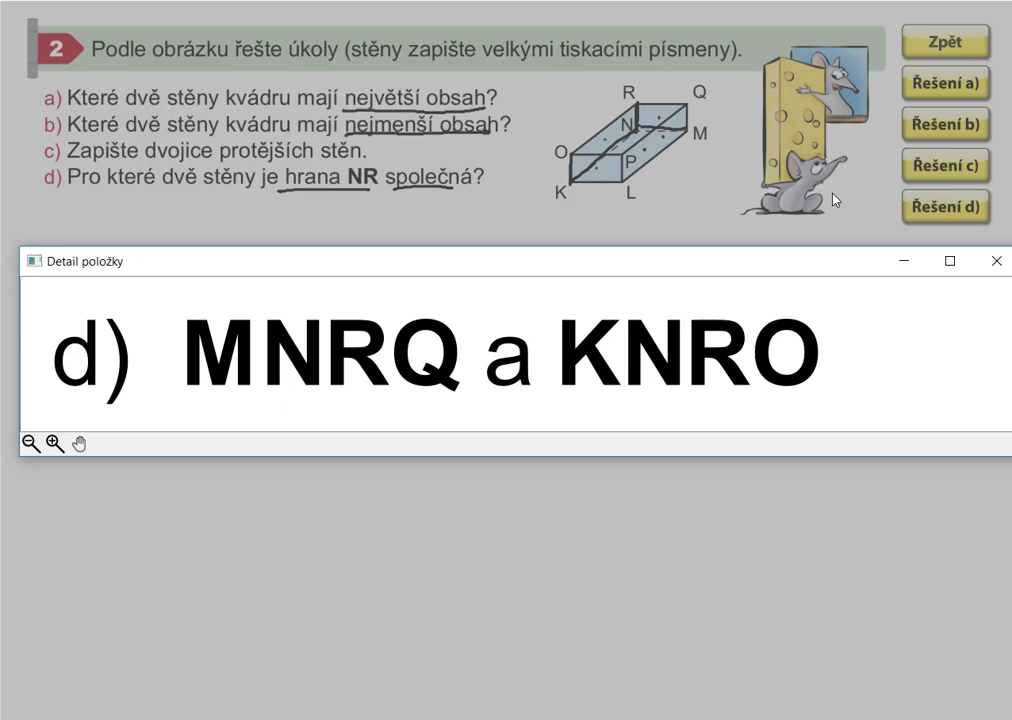 2 Podle obrázku řešte úkoly (stěny zapište velkými tiskacími písmeny).
a) Které dvě stěny kvádru mají největší obsah?
b) Které dvě stěny kvádru mají nejmenší obsah?
c) Zapište dvojice protějších stěn.
d) Pro které dvě stěny je hrana NR společná?
R Q
N M
O P
K L
Zpět
Řešení a)
Řešení b)
Řešení c)
Řešení d)
Detail položky
d) MNRQ a KNRO